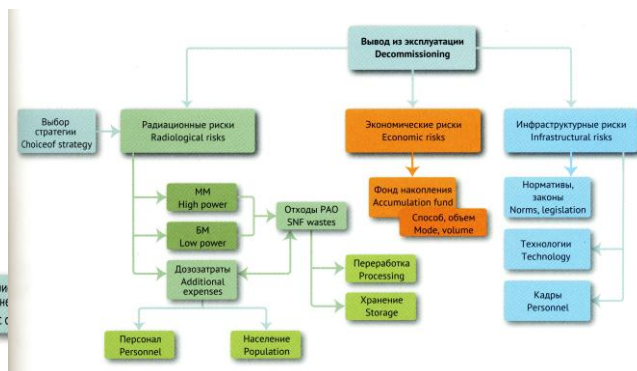 Вывод из эксплуатации
Decommissioning
Выбор
стратегии
Choiceof strategy
Радиационные риски
Radiological risks
Экономические риски
Economic risks
Инфраструктурные риски
Infrastructural risks
ММ
High power
БМ
Low power
Отходы РАО
SNF wastes
Дозозатраты
Additional
expenses
Персонал
Personnel
Население
Population
Переработка
Processing
Хранение
Storage
Фонд накопления
Accumulation fund
Способ, объем
Mode, volume
Нормативы,
законы
Norms, legislation
Технологии
Technology
Кадры
Personnel